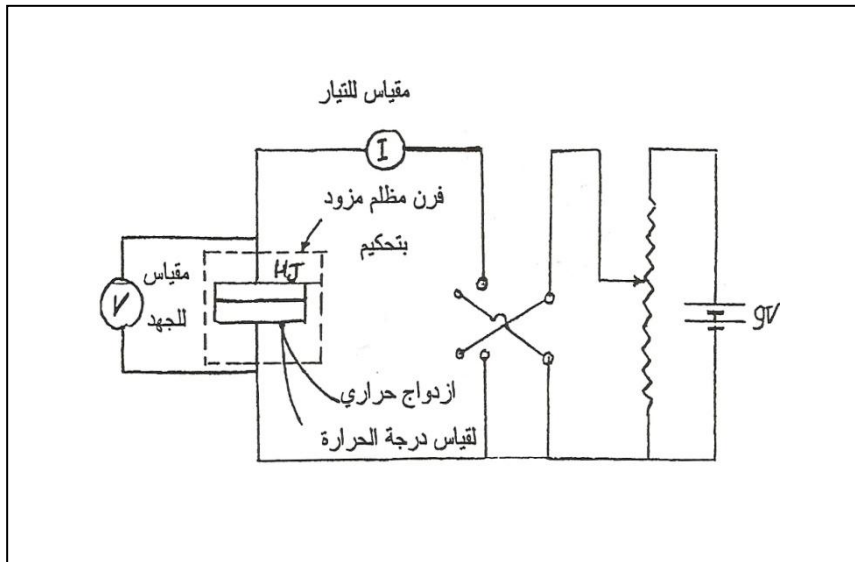 مقياس للتيار
I
فرن مظلم مزود
بتحكيم
HJ
مقياس
للجهد
V
9V
ازدواج حراري
لقياس درجة الحرارة